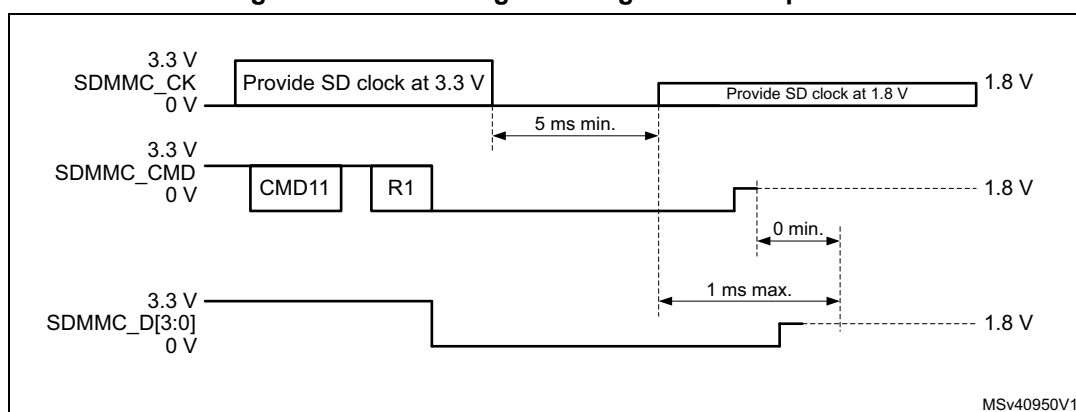 3.3 V
SDMMC_CK
0 V
Provide SD clock at 3.3 V
Provide SD clock at 1.8 V
1.8 V
5 ms min.
3.3 V
SDMMC_CMD
0 V
CMD11
R1
1.8 V
0 min.
1 ms max.
3.3 V
SDMMC_D[3:0]
0 V
1.8 V
MSv40950V1